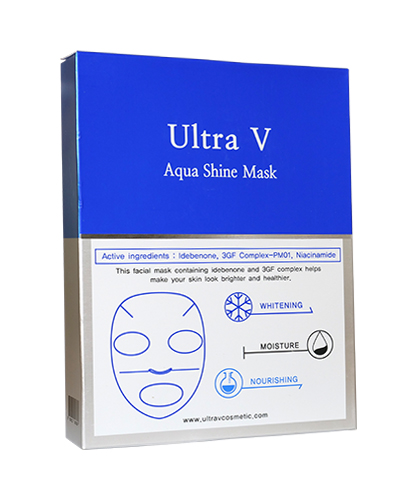 Ultra V
Aqua Shine Mask
Active ingredients : Idebenone, 3GF Complex-PM01, Niacinamide
This facial mask containing idebenone and 3GF complex helps
make your skin look brighter and healthier.
WHITENING
MOISTURE
NOURISHING
www.ultravcosmetic.com